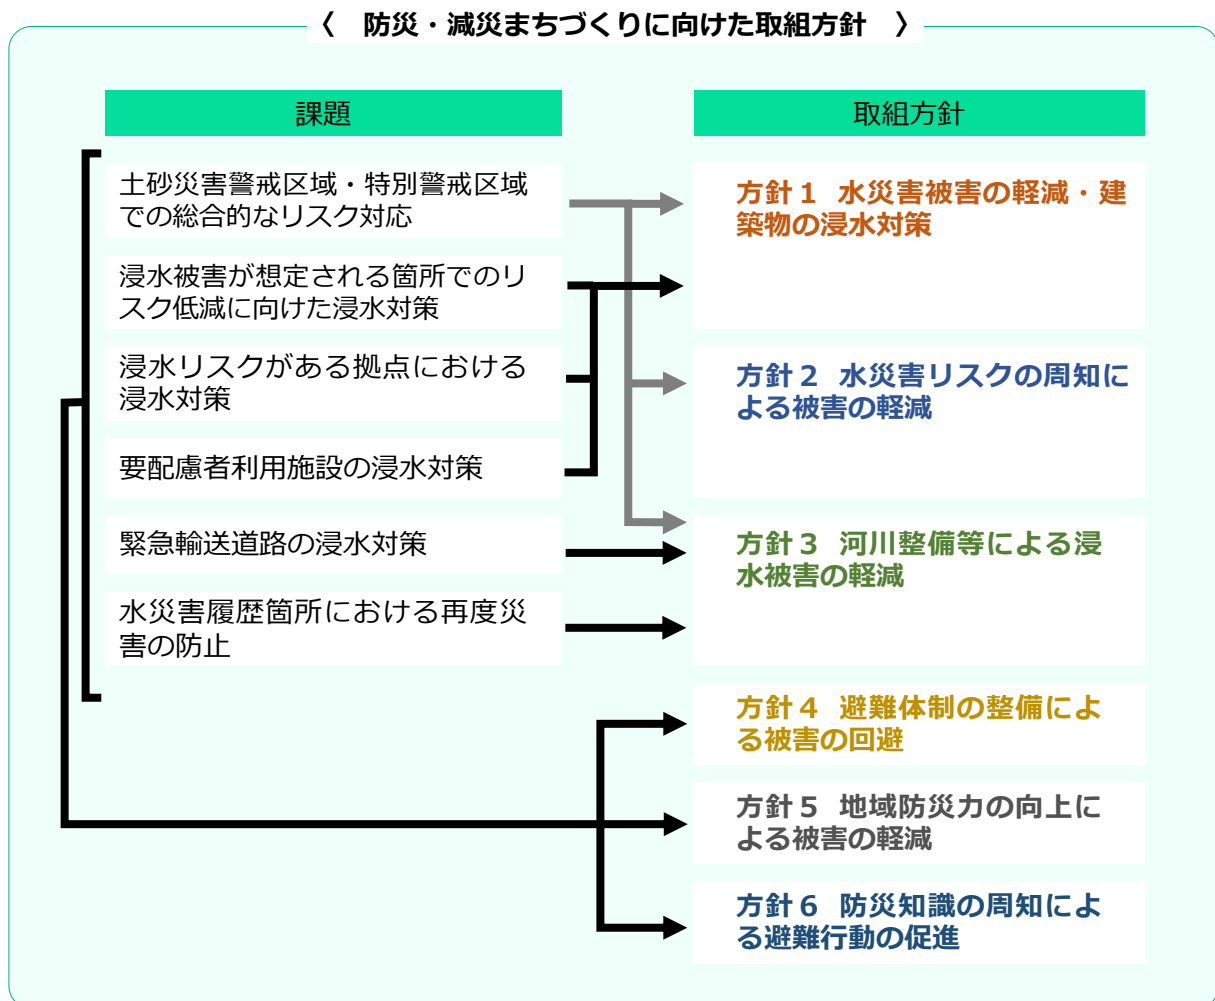 〈 防災・減災まちづくりに向けた取組方針 〉
課題
土砂災害警戒区域・特別警戒区域
での総合的なリスク対応
浸水被害が想定される箇所でのリ
スク低減に向けた浸水対策
浸水リスクがある拠点における
浸水対策
要配慮者利用施設の浸水対策
緊急輸送道路の浸水対策
水災害履歴箇所における再度災
害の防止
取組方針
方針１ 水災害被害の軽減・建
築物の浸水対策
方針２ 水災害リスクの周知に
よる被害の軽減
方針３ 河川整備等による浸
水被害の軽減
方針４ 避難体制の整備によ
る被害の回避
方針５ 地域防災力の向上に
よる被害の軽減
方針６ 防災知識の周知によ
る避難行動の促進